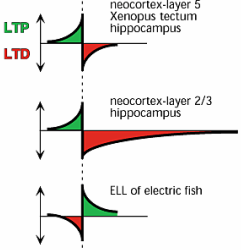 neocortex-layer 5
Xenopus tectum
hippocampus
LTP
LTD
neocortex-layer 2/3
hippocampus
ELL of electric fish